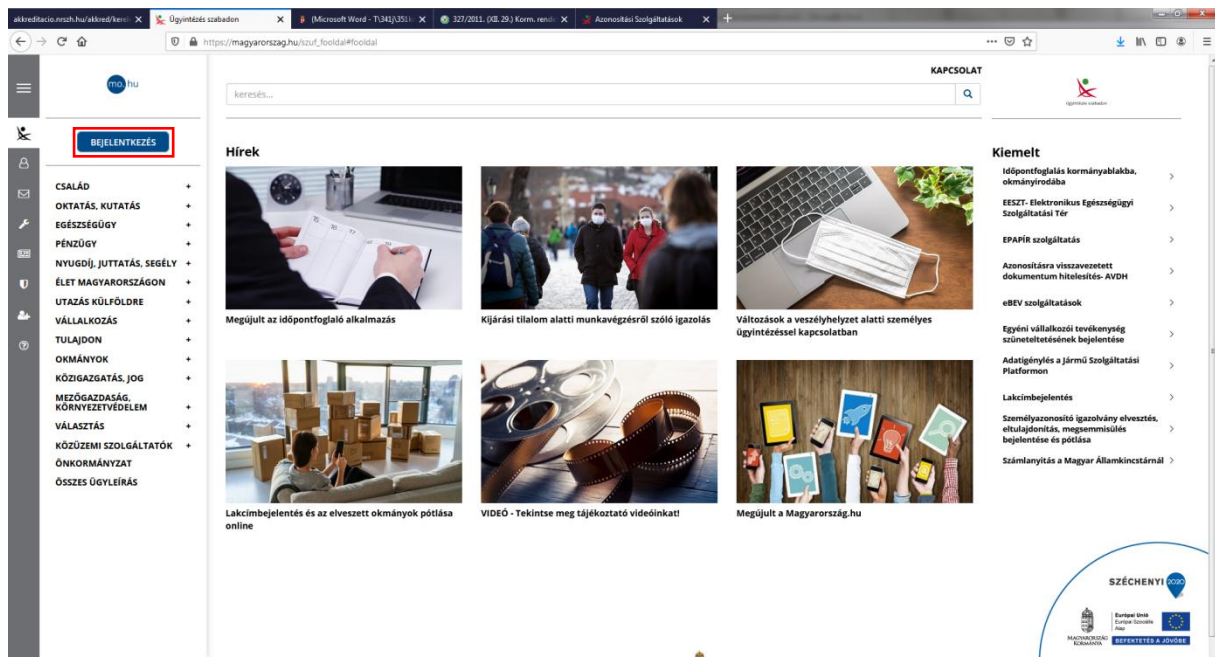 akkreditacio.nrszh.hu/akkred/kerel
Ügyintézés szabadon
(Microsoft Word - T\341j\351k
327/2011. (XII. 29.) Korm. rende
Azonosítási Szolgáltatások
https://magyarorszag.hu/szuf_fooldal#fooldal
mo.hu
KAPCSOLAT
keresés...
Ügyintézés szabadon
BEJELENTKEZÉS
CSALÁD +
OKTATÁS, KUTATÁS +
EGÉSZSÉGÜGY +
PÉNZÜGY +
NYUGDÍJ, JUTTATÁS, SEGÉLY +
ÉLET MAGYARORSZÁGON +
UTAZÁS KÜLFÖLDRE +
VÁLLALKOZÁS +
TULAJDON +
OKMÁNYOK +
KÖZIGAZGATÁS, JOG +
MEZŐGAZDASÁG,
KÖRNYEZETVÉDELEM +
VÁLASZTÁS +
KÖZÜZEMI SZOLGÁLTATÓK +
ÖNKORMÁNYZAT
ÖSSZES ÜGYLEÍRÁS
Hírek
Megújult az időpontfoglaló alkalmazás
Kijárási tilalom alatti munkavégzésről szóló igazolás
Változások a veszélyhelyzet alatti személyes
ügyintézéssel kapcsolatban
Lakcímbejelentés és az elveszett okmányok pótlása
online
VIDEÓ - Tekintse meg tájékoztató videóinkat!
Megújult a Magyarország.hu
Kiemelt
Időpontfoglalás kormányablakba,
okmányirodába
EESZT- Elektronikus Egészségügyi
Szolgáltatási Tér
EPAPÍR szolgáltatás
Azonosításra visszavezetett
dokumentum hitelesítés- AVDH
eBEV szolgáltatások
Egyéni vállalkozói tevékenység
szüneteltetésének bejelentése
Adatigénylés a Jármű Szolgáltatási
Platformon
Lakcímbejelentés
Személyazonosító igazolvány elvesztés,
eltulajdonítás, megsemmisülés
bejelentése és pótlása
Számlanyitás a Magyar Államkincstárnál
SZÉCHENYI 2020
Európai Unió
Európai Szociális
Alap
MAGYARORSZÁG
KORMÁNYA
BEFEKTETÉS A JÖVŐBE